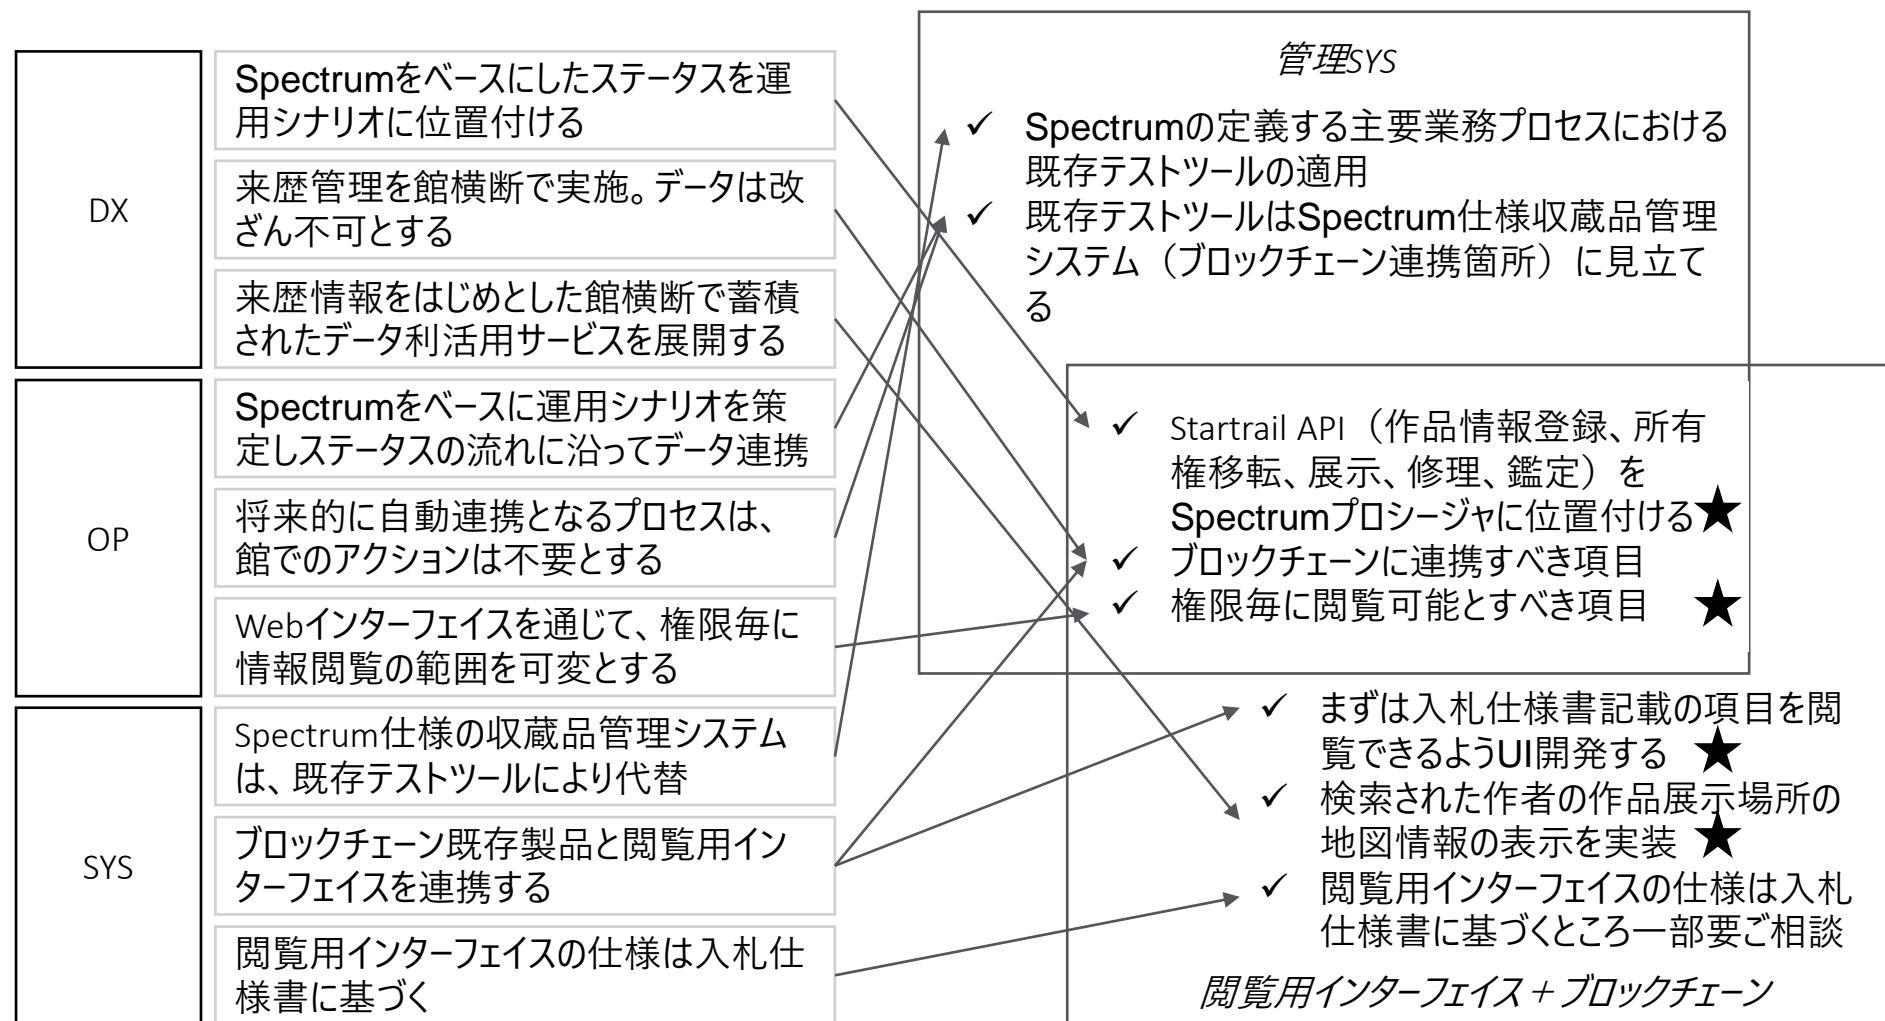 DX
Spectrumをベースにしたステータスを運
用シナリオに位置付ける
来歴管理を館横断で実施。データは改
ざん不可とする
来歴情報をはじめとした館横断で蓄積
されたデータ利活用サービスを展開する
OP
Spectrumをベースに運用シナリオを策
定しステータスの流れに沿ってデータ連携
将来的に自動連携となるプロセスは、
館でのアクションは不要とする
Webインターフェイスを通じて、権限毎に
情報閲覧の範囲を可変とする
SYS
Spectrum仕様の収蔵品管理システム
は、既存テストツールにより代替
ブロックチェーン既存製品と閲覧用イン
ターフェイスを連携する
閲覧用インターフェイスの仕様は入札仕
様書に基づく
管理SYS
✓ Spectrumの定義する主要業務プロセスにおける
既存テストツールの適用
✓ 既存テストツールはSpectrum仕様収蔵品管理
システム（ブロックチェーン連携箇所）に見立て
る
✓ Startrail API（作品情報登録、所有
権移転、展示、修理、鑑定）を
Spectrumプロシージャに位置付ける★
✓ ブロックチェーンに連携すべき項目
✓ 権限毎に閲覧可能とすべき項目 ★
✓ まずは入札仕様書記載の項目を閲
覧できるようUI開発する ★
✓ 検索された作者の作品展示場所の
地図情報の表示を実装 ★
✓ 閲覧用インターフェイスの仕様は入札
仕様書に基づくところ一部要ご相談
閲覧用インターフェイス＋ブロックチェーン